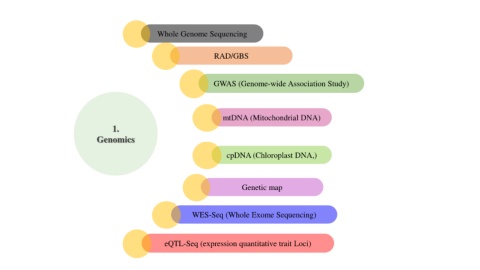 Whole Genome Sequencing
RAD/GBS
GWAS (Genome-wide Association Study)
1.
Genomics
mtDNA (Mitochondrial DNA)
cpDNA (Chloroplast DNA,)
Genetic map
WES-Seq (Whole Exome Sequencing)
eQTL-Seq (expression quantitative trait Loci)